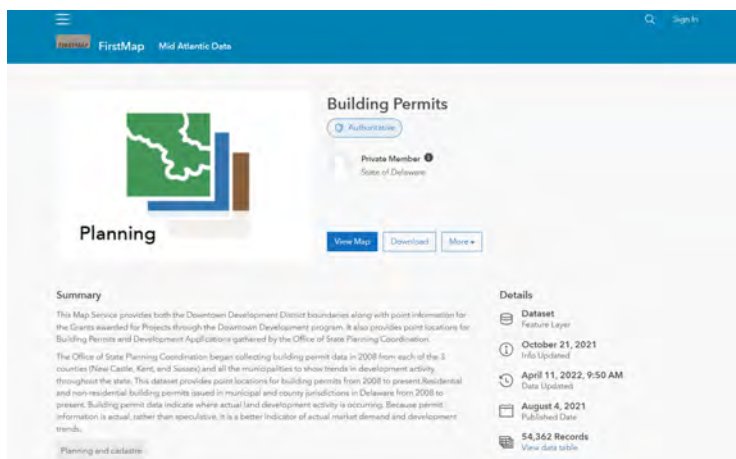 Sign In
FirstMap Mid Atlantic Data
Building Permits
Authoritative
Private Member
State of Delaware
Planning
View Map Download More
Summary
This Map Service provides both the Downtown Development District boundaries along with point information for
the Grants awarded for Projects through the Downtown Development program. It also provides point locations for
Building Permits and Development Applications gathered by the Office of State Planning Coordination.
The Office of State Planning Coordination began collecting building permit data in 2008 from each of the 3
counties (New Castle, Kent, and Sussex) and all the municipalities to show trends in development activity
throughout the state. This dataset provides point locations for building permits from 2008 to present.Residential
and non-residential building permits issued in municipal and county jurisdictions in Delaware from 2008 to
present. Building permit data indicate where actual land development activity is occurring. Because permit
information is actual, rather than speculative, it is a better indicator of actual market demand and development
trends.
Planning and cadastre
Details
Dataset
Feature Layer
October 21, 2021
Info Updated
April 11, 2022, 9:50 AM
Data Updated
August 4, 2021
Published Date
54,362 Records
View data table